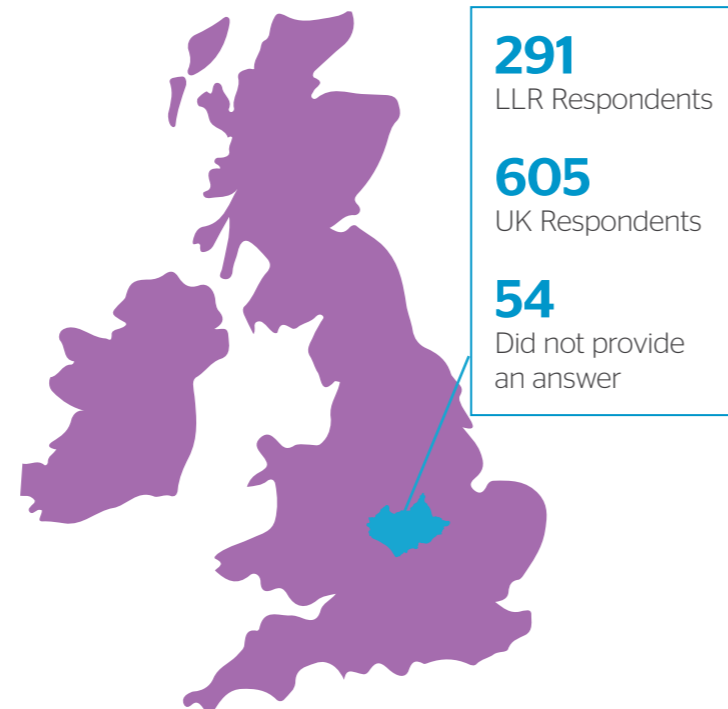 291
LLR Respondents
605
UK Respondents
54
Did not provide
an answer